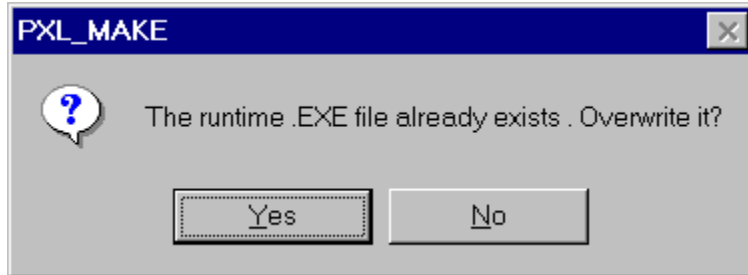 PXL_MAKE
The runtime .EXE file already exists . Overwrite it?
Yes
No